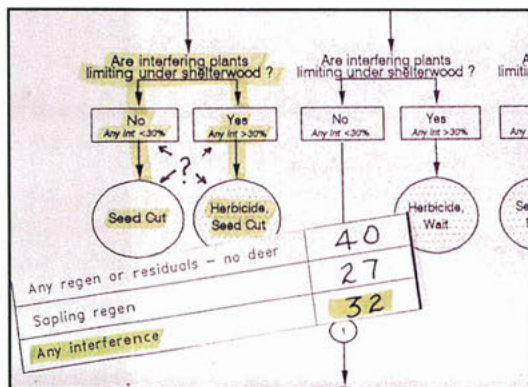 Are interfering plants
limiting under shelterwood ?
Are interfering plants
limiting under shelterwood ?
Are
limiting
No
Any Int <30%
Yes
Any Int >30%
No
Any Int <30%
Yes
Any Int >30%
?
Seed Cut
Herbicide,
Seed Cut
Herbicide,
Wait
Any regen or residuals – no deer 40
Sapling regen 27
Any interference 32
1